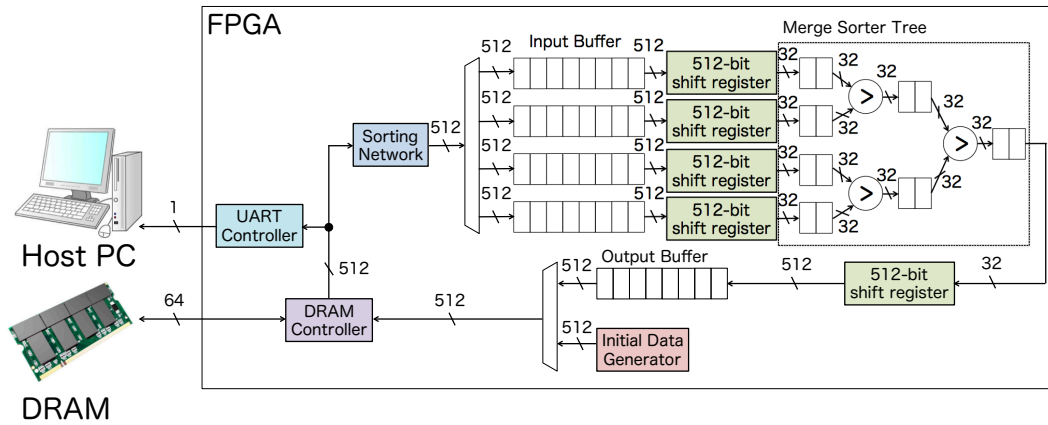 FPGA
Merge Sorter Tree
512
Input Buffer
512
512-bit
shift register
32
32
32
512
512
512-bit
shift register
32
32
32
Sorting
Network
512
>
>
32
512
512
512-bit
shift register
32
32
32
32
>
512
512
512-bit
shift register
32
32
32
1
UART
Controller
Host PC
512
Output Buffer
512
512
512-bit
shift register
32
64
DRAM
Controller
512
512
Initial Data
Generator
DRAM